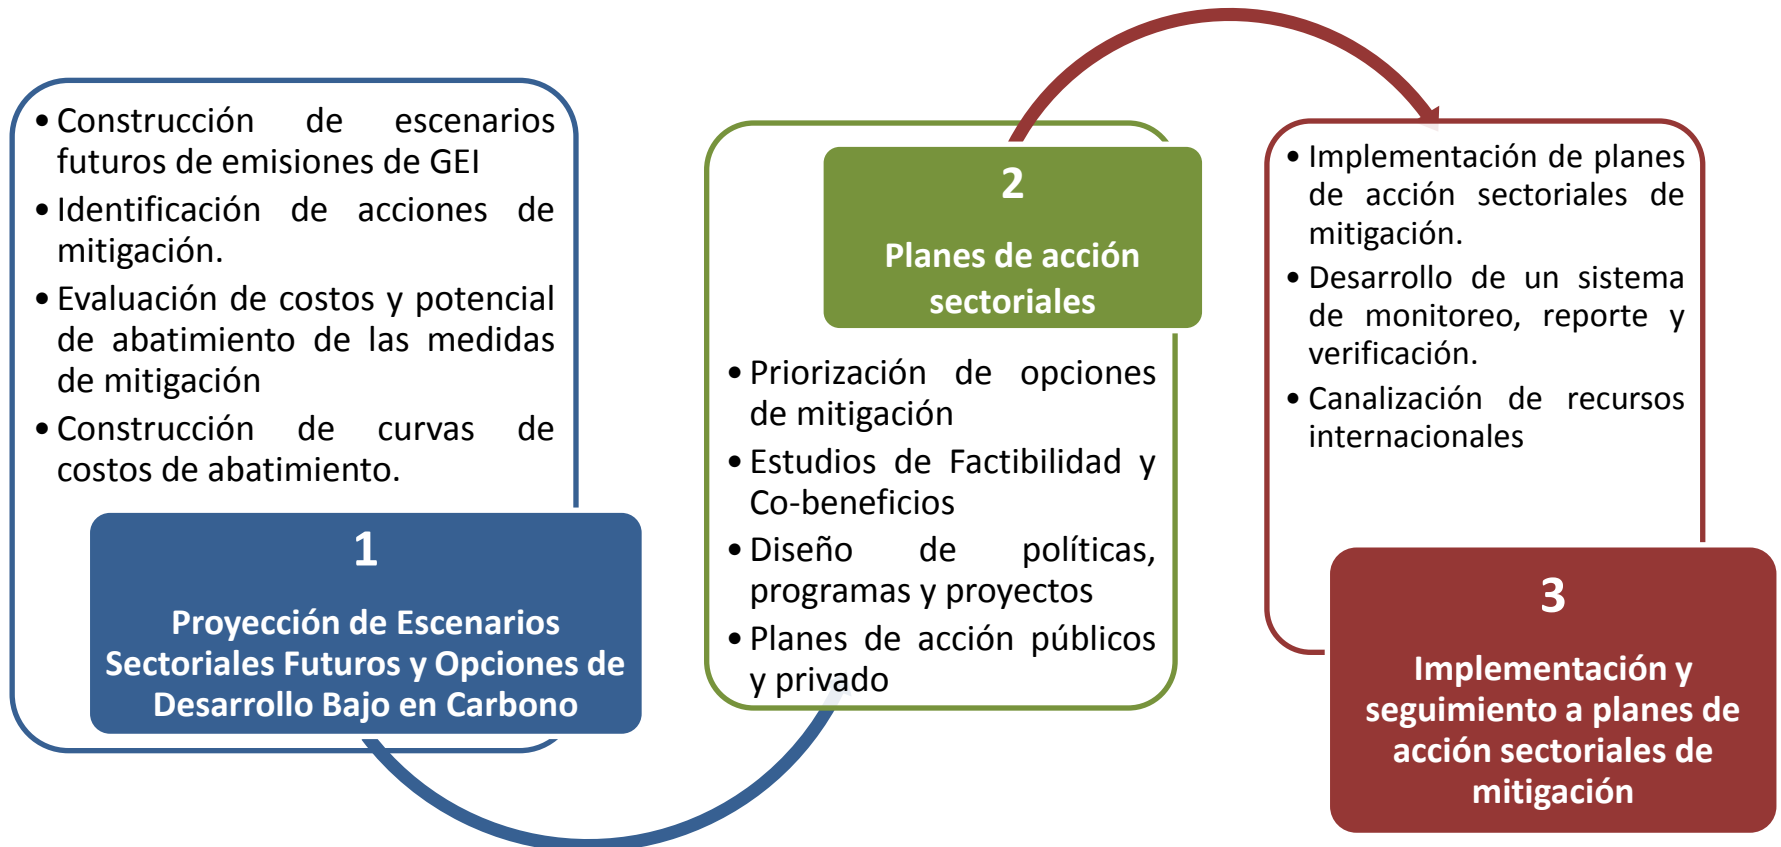 • Construcción de escenarios
futuros de emisiones de GEI
• Identificación de acciones de
mitigación.
• Evaluación de costos y potencial
de abatimiento de las medidas
de mitigación
• Construcción de curvas de
costos de abatimiento.
1
Proyección de Escenarios
Sectoriales Futuros y Opciones de
Desarrollo Bajo en Carbono
2
Planes de acción
sectoriales
• Priorización de opciones
de mitigación
• Estudios de Factibilidad y
Co-beneficios
• Diseño de políticas,
programas y proyectos
• Planes de acción públicos
y privado
• Implementación de planes
de acción sectoriales de
mitigación.
• Desarrollo de un sistema
de monitoreo, reporte y
verificación.
• Canalización de recursos
internacionales
3
Implementación y
seguimiento a planes de
acción sectoriales de
mitigación